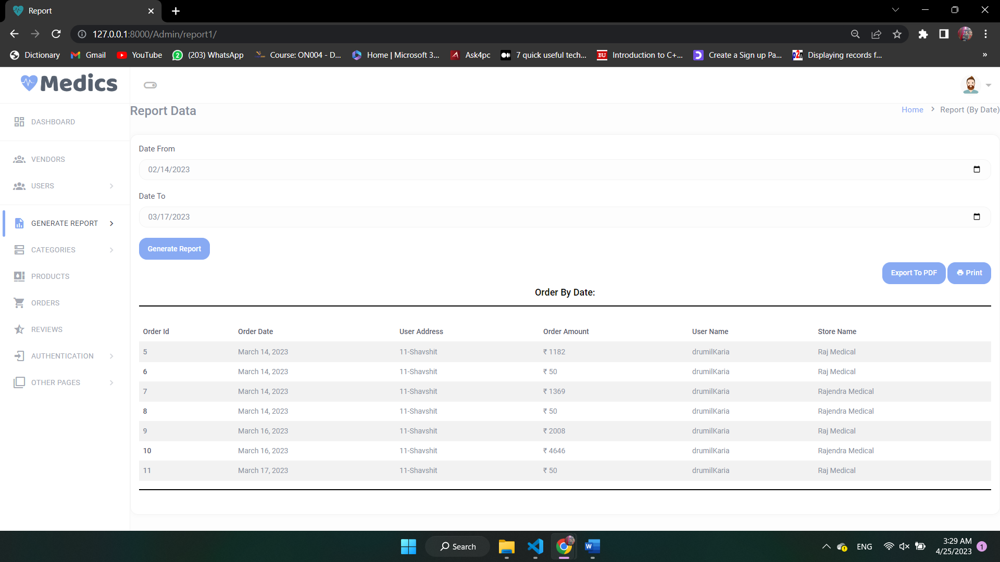 Report
127.0.0.1:8000/Admin/report1/
Dictionary Gmail YouTube 2 (203) WhatsApp Course: ON004 - D... Home | Microsoft 3... Ask4pc 7 quick useful tech... BU Introduction to C+... Create a Sign up Pa... p2n Displaying records f... »
Medics
Report Data
Home > Report (By Date)
DASHBOARD
VENDORS
USERS
GENERATE REPORT
CATEGORIES
PRODUCTS
ORDERS
REVIEWS
AUTHENTICATION
OTHER PAGES
Date From
02/14/2023
Date To
03/17/2023
Generate Report
Export To PDF Print
Order By Date:
Order Id Order Date User Address Order Amount User Name Store Name
5 March 14, 2023 11-Shavshit ₹ 1182 drumilKaria Raj Medical
6 March 14, 2023 11-Shavshit ₹ 50 drumilKaria Raj Medical
7 March 14, 2023 11-Shavshit ₹ 1369 drumilKaria Rajendra Medical
8 March 14, 2023 11-Shavshit ₹ 50 drumilKaria Rajendra Medical
9 March 16, 2023 11-Shavshit ₹ 2008 drumilKaria Raj Medical
10 March 16, 2023 11-Shavshit ₹ 4646 drumilKaria Rajendra Medical
11 March 17, 2023 11-Shavshit ₹ 50 drumilKaria Raj Medical
Search
W
ENG
3:29 AM
4/25/2023
1